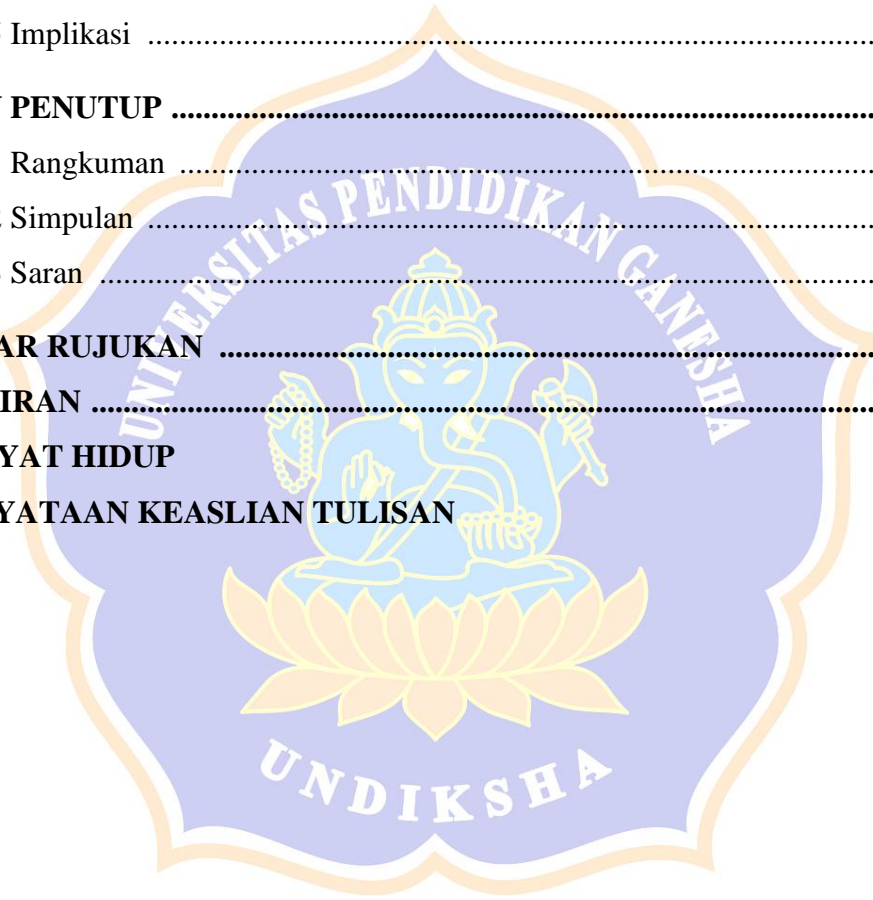 Implikasi ........................................................................................
PENUTUP ........................................................................................
Rangkuman ........................................................................................
Simpulan ........................................................................................
Saran ........................................................................................
AR RUJUKAN ........................................................................................
IRAN ........................................................................................
YAT HIDUP
YATAAN KEASLIAN TULISAN
UNIVERSITAS PENDIDIKAN GANESHA
UNDIKSHA